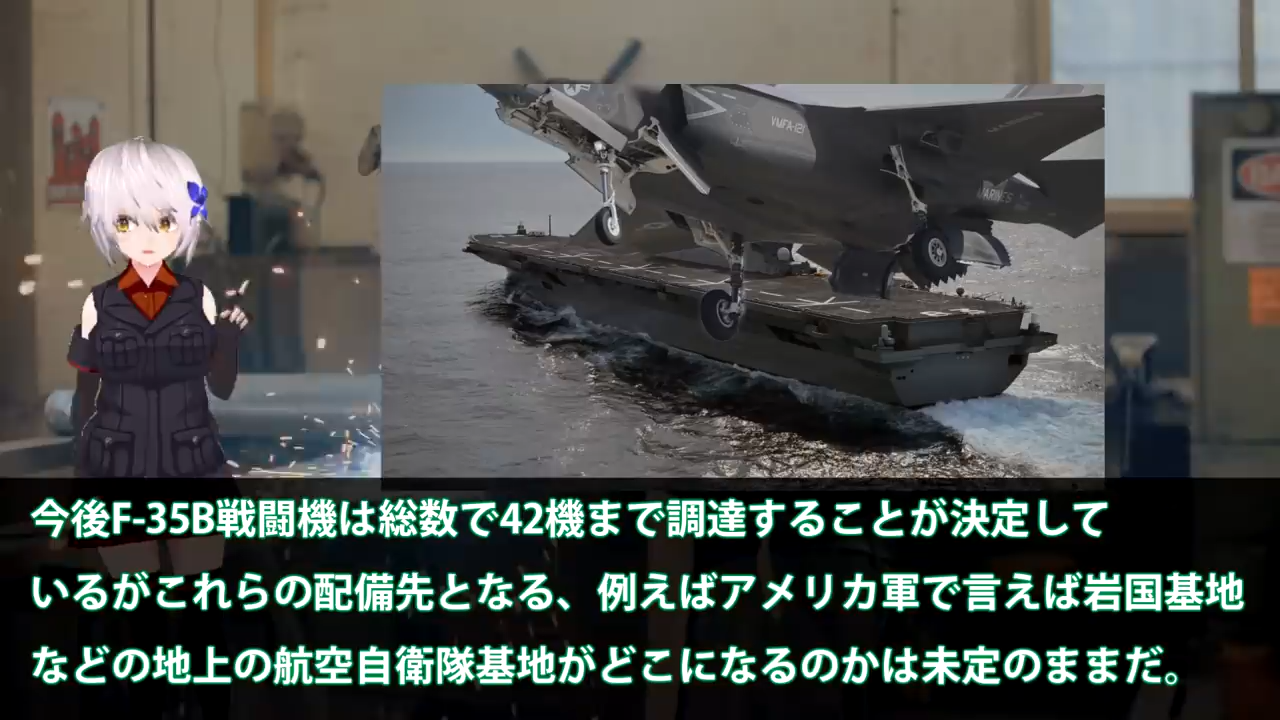 VMFA-121
MARINES
MARINES
今後F-35B戦闘機は総数で42機まで調達することが決定して
いるがこれらの配備先となる、例えばアメリカ軍で言えば岩国基地
などの地上の航空自衛隊基地がどこになるのかは未定のままだ。